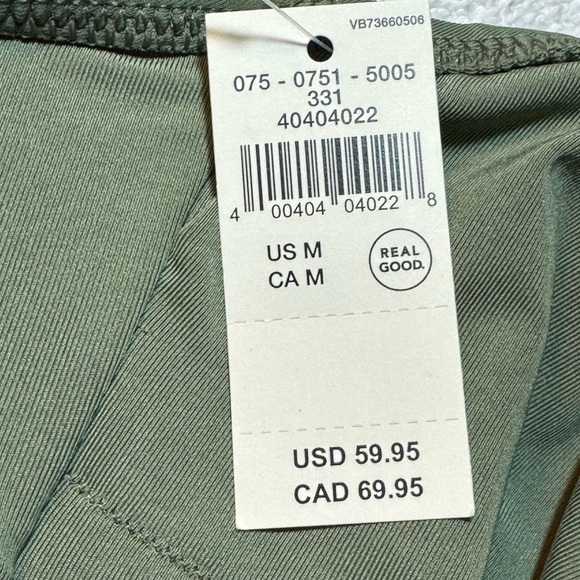 VB73660506
075 - 0751 - 5005
331
40404022
4 00404 04022 8
US M
CA M
REAL
GOOD.
USD 59.95
CAD 69.95